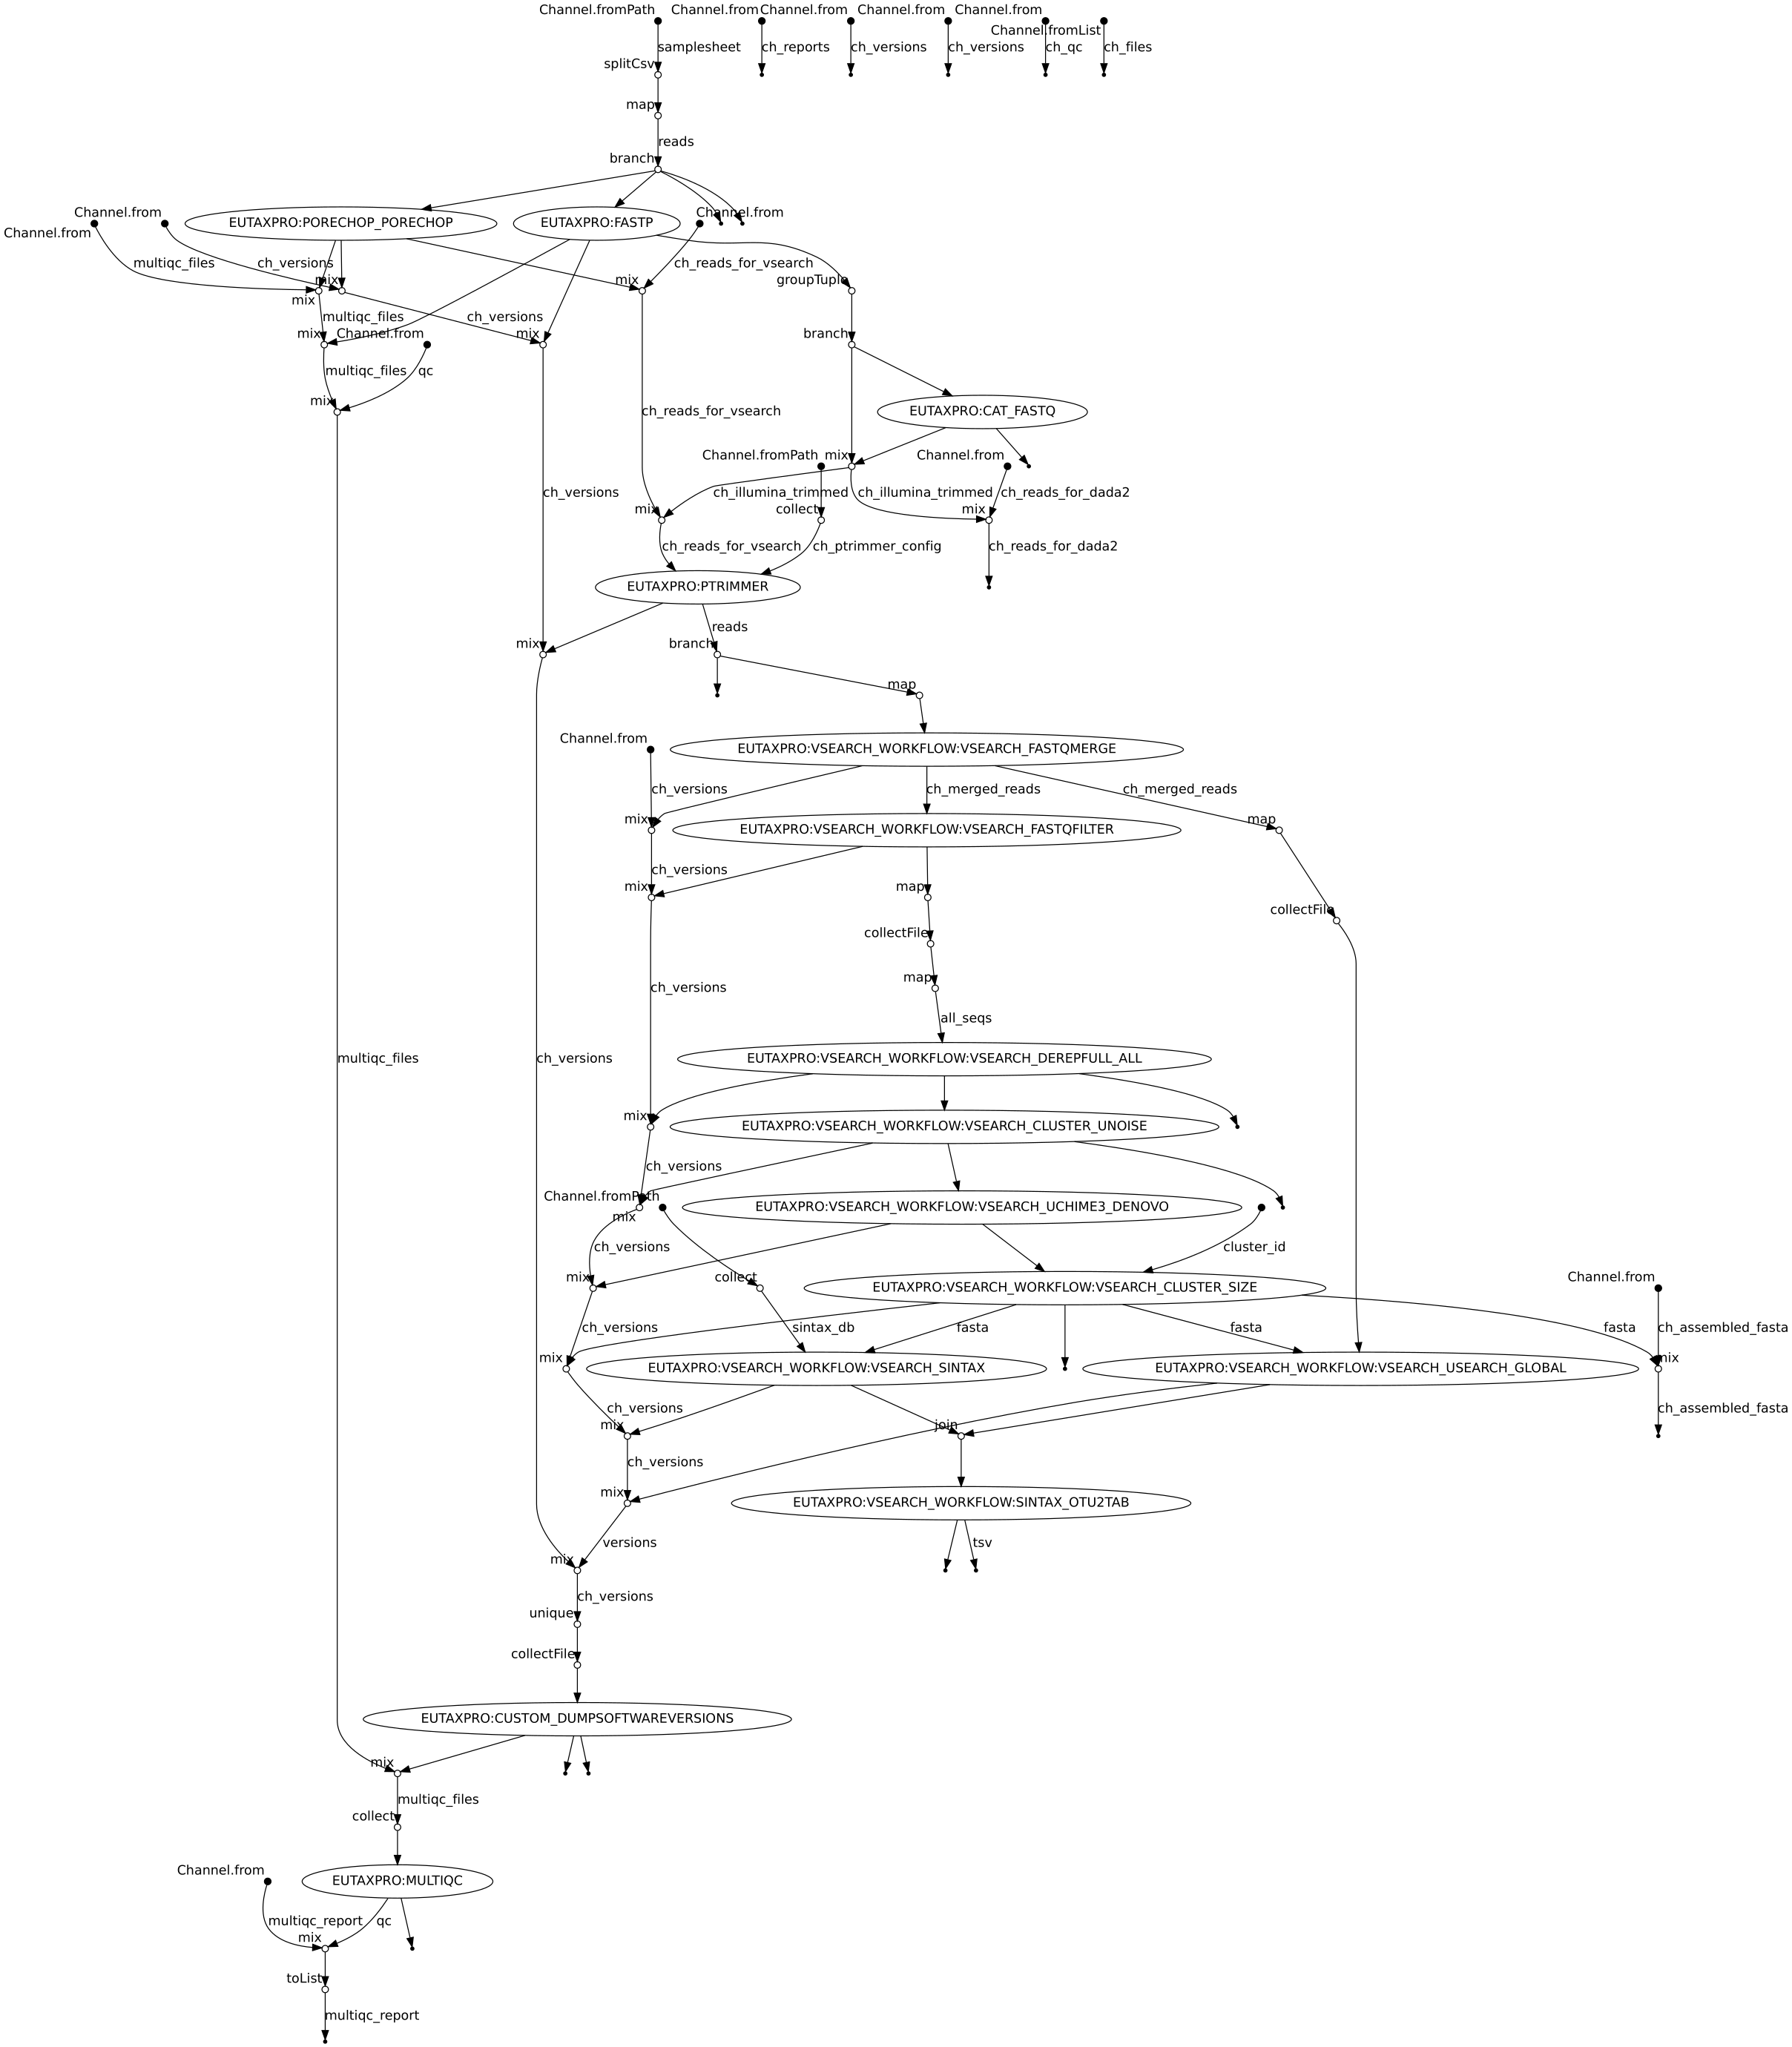 Channel.fromPath
Channel.from
Channel.from
Channel.from
Channel.from
Channel.fromList
samplesheet
ch_reports
ch_versions
ch_versions
ch_qc
ch_files
splitCsv
map
reads
branch
Channel.from
Channel.from
Channel.from
EUTAXPRO:PORECHOP_PORECHOP
EUTAXPRO:FASTP
multiqc_files
ch_versions
ch_reads_for_vsearch
mix
mix
mix
groupTuple
multiqc_files
ch_versions
mix
Channel.from
mix
branch
multiqc_files
qc
mix
ch_reads_for_vsearch
EUTAXPRO:CAT_FASTQ
Channel.fromPath
mix
Channel.from
ch_versions
ch_illumina_trimmed
ch_illumina_trimmed
ch_reads_for_dada2
mix
collect
mix
ch_reads_for_vsearch
ch_ptrimmer_config
ch_reads_for_dada2
EUTAXPRO:PTRIMMER
reads
mix
branch
map
Channel.from
EUTAXPRO:VSEARCH_WORKFLOW:VSEARCH_FASTQMERGE
ch_versions
ch_merged_reads
ch_merged_reads
mix
map
EUTAXPRO:VSEARCH_WORKFLOW:VSEARCH_FASTQFILTER
ch_versions
mix
map
collectFile
collectFile
map
ch_versions
all_seqs
multiqc_files
ch_versions
EUTAXPRO:VSEARCH_WORKFLOW:VSEARCH_DEREPFULL_ALL
mix
EUTAXPRO:VSEARCH_WORKFLOW:VSEARCH_CLUSTER_UNOISE
ch_versions
Channel.fromPath
mix
EUTAXPRO:VSEARCH_WORKFLOW:VSEARCH_UCHIME3_DENOVO
ch_versions
cluster_id
mix
collect
EUTAXPRO:VSEARCH_WORKFLOW:VSEARCH_CLUSTER_SIZE
Channel.from
ch_versions
sintax_db
fasta
fasta
fasta
ch_assembled_fasta
mix
EUTAXPRO:VSEARCH_WORKFLOW:VSEARCH_SINTAX
EUTAXPRO:VSEARCH_WORKFLOW:VSEARCH_USEARCH_GLOBAL
mix
ch_versions
ch_assembled_fasta
mix
join
ch_versions
mix
EUTAXPRO:VSEARCH_WORKFLOW:SINTAX_OTU2TAB
versions
tsv
mix
ch_versions
unique
collectFile
EUTAXPRO:CUSTOM_DUMPSOFTWAREVERSIONS
mix
multiqc_files
collect
Channel.from
EUTAXPRO:MULTIQC
multiqc_report
qc
mix
toList
multiqc_report